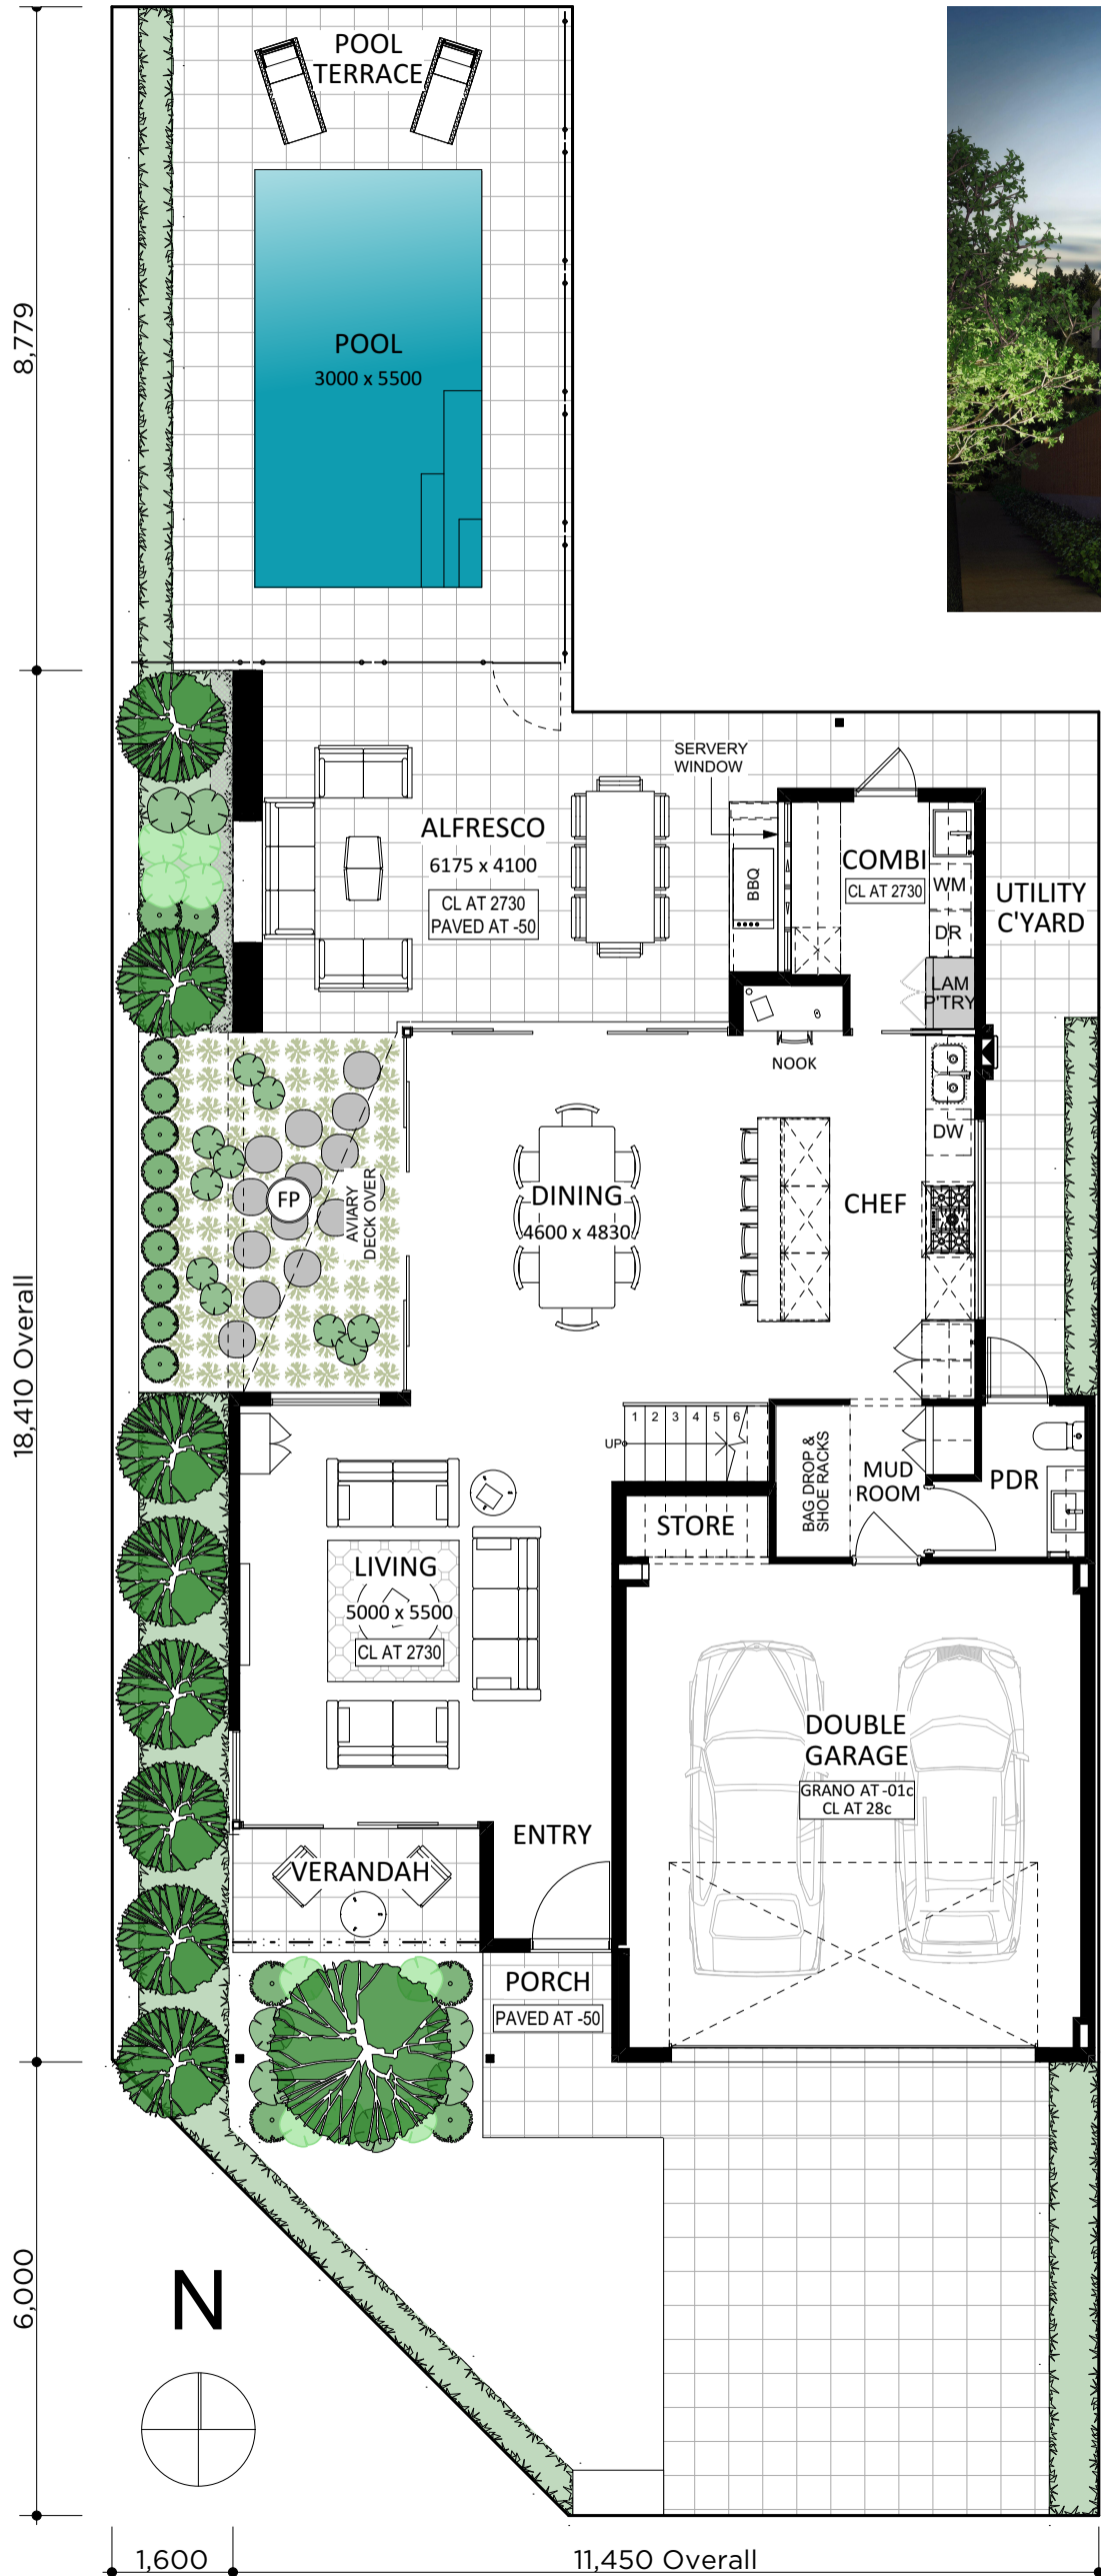 POOL
TERRACE
8,779
POOL
3000 x 5500
SERVERY
WINDOW
ALFRESCO
6175 x 4100
CL AT 2730
PAVED AT -50
BBQ
COMBI
CL AT 2730
WM
DR
LAM
P'TRY
UTILITY
C'YARD
NOOK
DW
FP
AVIARY
DECK OVER
DINING
4600 x 4830
CHEF
18,410 Overall
1 2 3 4 5 6
UP
BAG DROP &
SHOE RACKS
MUD
ROOM
PDR
STORE
LIVING
5000 x 5500
CL AT 2730
DOUBLE
GARAGE
GRANO AT -01c
CL AT 28c
ENTRY
VERANDAH
PORCH
PAVED AT -50
6,000
N
1,600
11,450 Overall